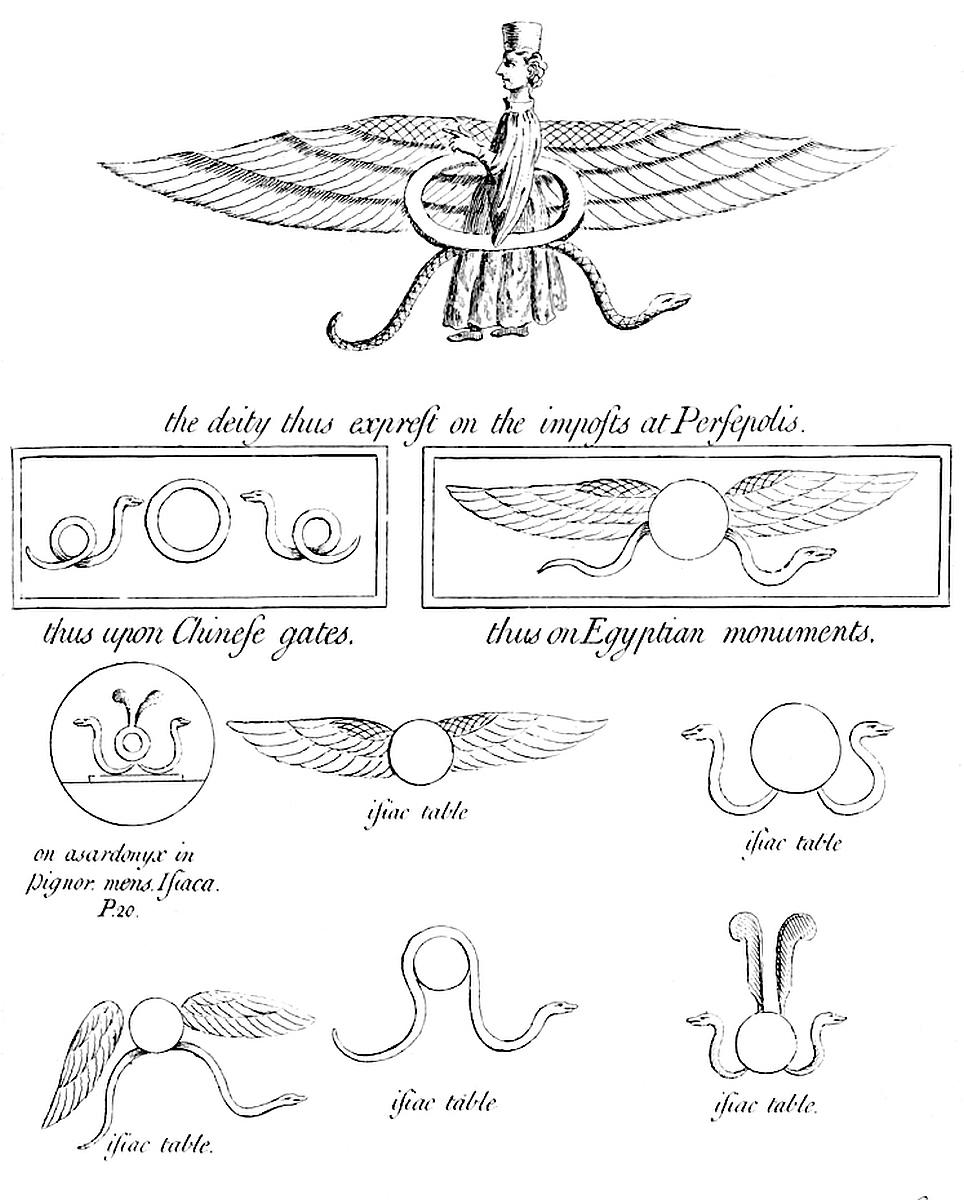 the deity thus expreſt on the impoſts at Perſepolis.
thus upon Chineſe gates.
thus on Egyptian monuments.
iſiac table
iſiac table
on asardonyx in
Pignor. mens. Iſiaca.
P.20.
iſiac table.
iſiac table
iſiac table.